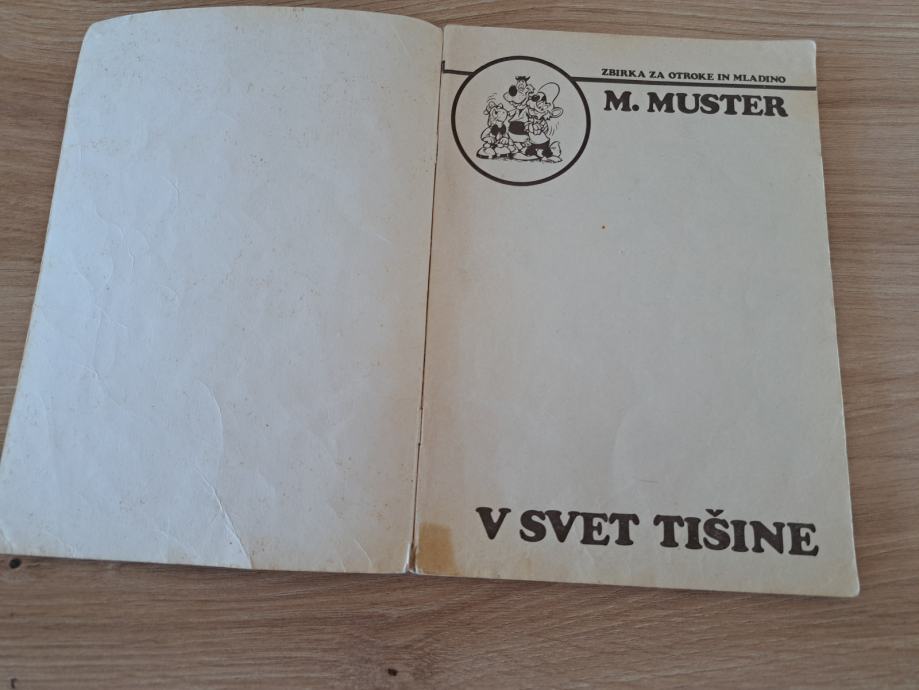 ZBIRKA ZA OTROKE IN MLADINO
M. MUSTER
V SVET TIŠINE